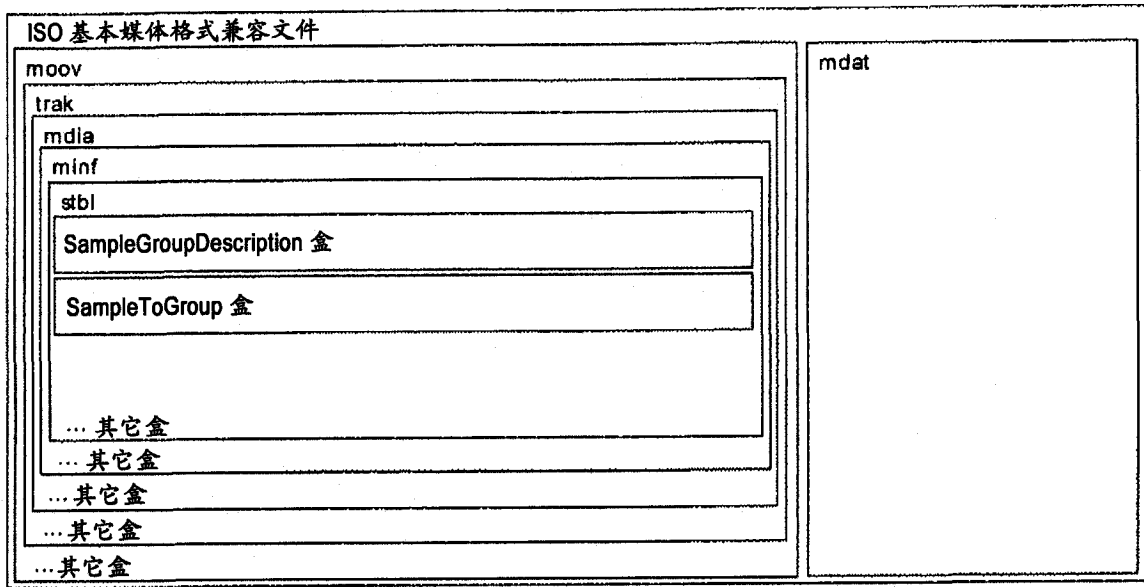 ISO 基本媒体格式兼容文件
moov
mdat
trak
mdia
minf
stbl
SampleGroupDescription 盒
SampleToGroup 盒
… 其它盒
… 其它盒
… 其它盒
… 其它盒
… 其它盒